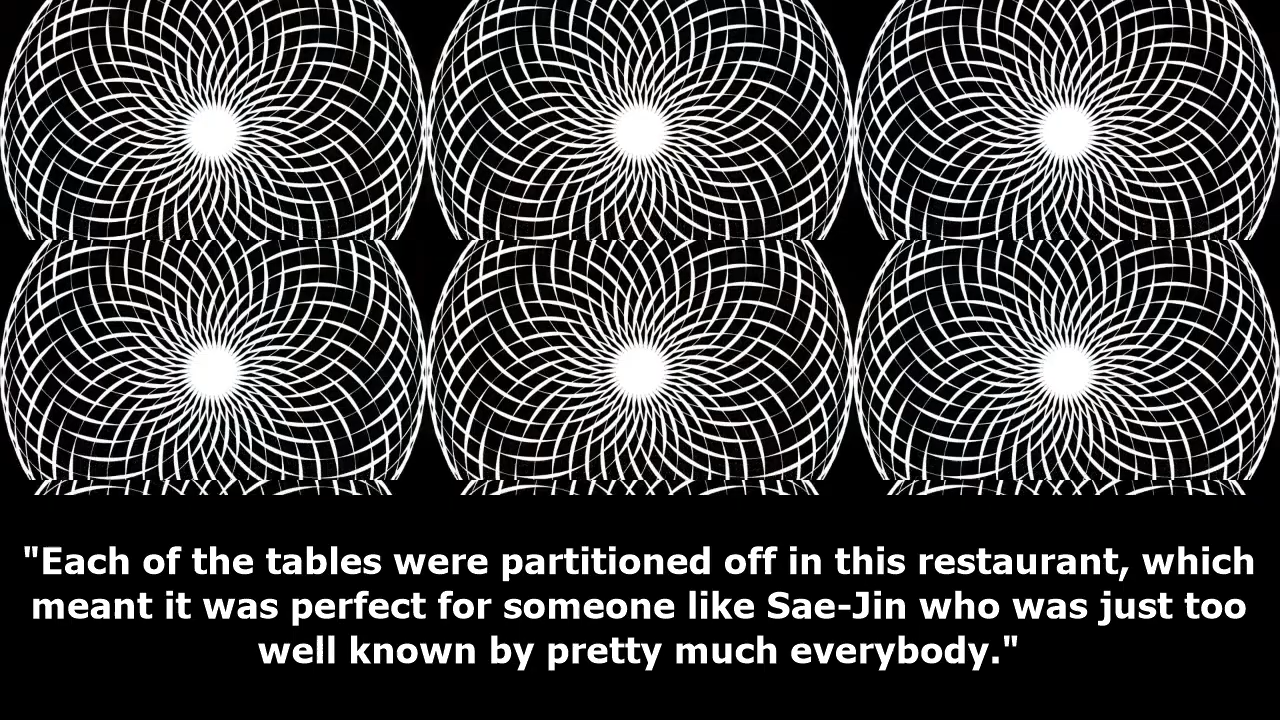 "Each of the tables were partitioned off in this restaurant, which
meant it was perfect for someone like Sae-Jin who was just too
well known by pretty much everybody."